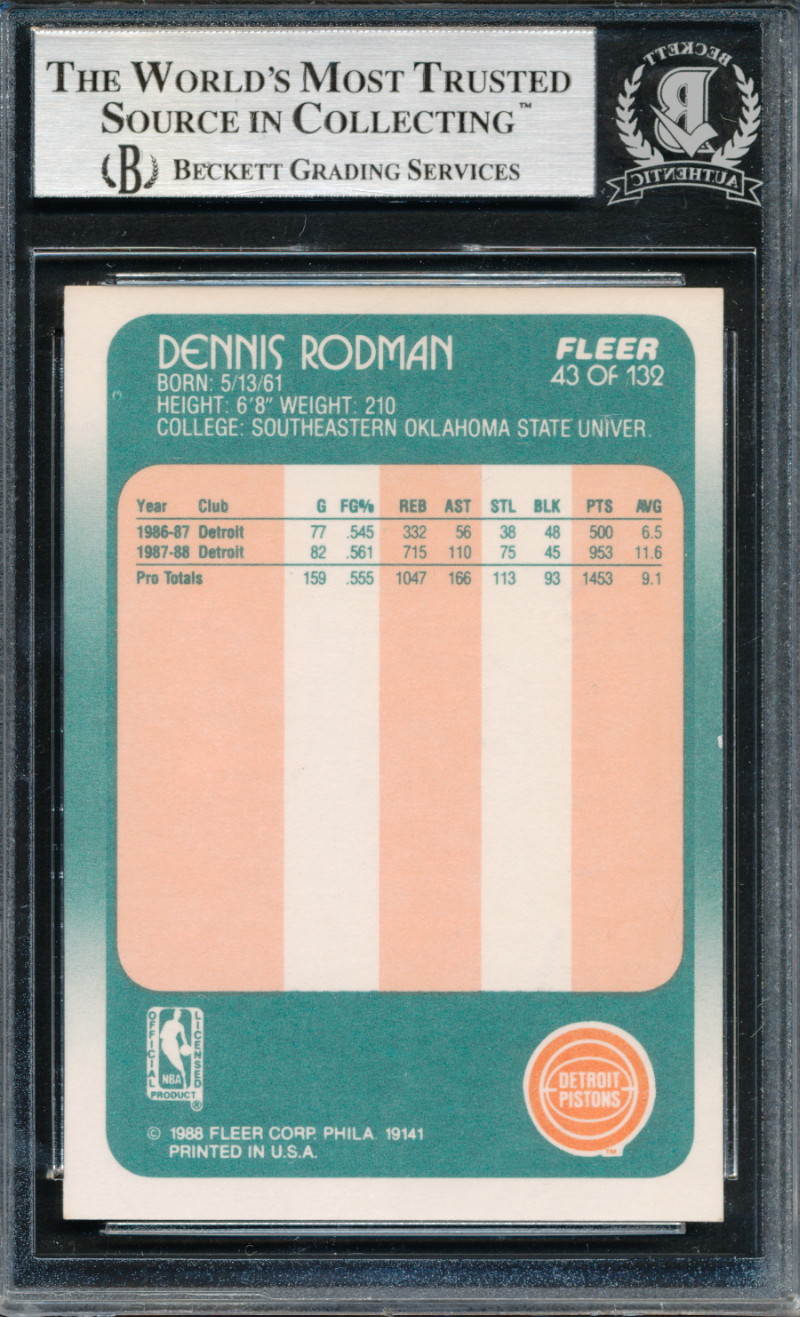 THE WORLD'S MOST TRUSTED
SOURCE IN COLLECTING™
B BECKETT GRADING SERVICES
BECKETT
B
AUTHENTIC
DENNIS RODMAN
FLEER
43 OF 132
BORN: 5/13/61
HEIGHT: 6'8" WEIGHT: 210
COLLEGE: SOUTHEASTERN OKLAHOMA STATE UNIVER.
Year Club G FG% REB AST STL BLK PTS AVG
1986-87 Detroit 77 .545 332 56 38 48 500 6.5
1987-88 Detroit 82 .561 715 110 75 45 953 11.6
Pro Totals 159 .555 1047 166 113 93 1453 9.1
OFFICIAL
LICENSED
NBA
PRODUCT ®
DETROIT
PISTONS
TM
© 1988 FLEER CORP. PHILA. 19141
PRINTED IN U.S.A.